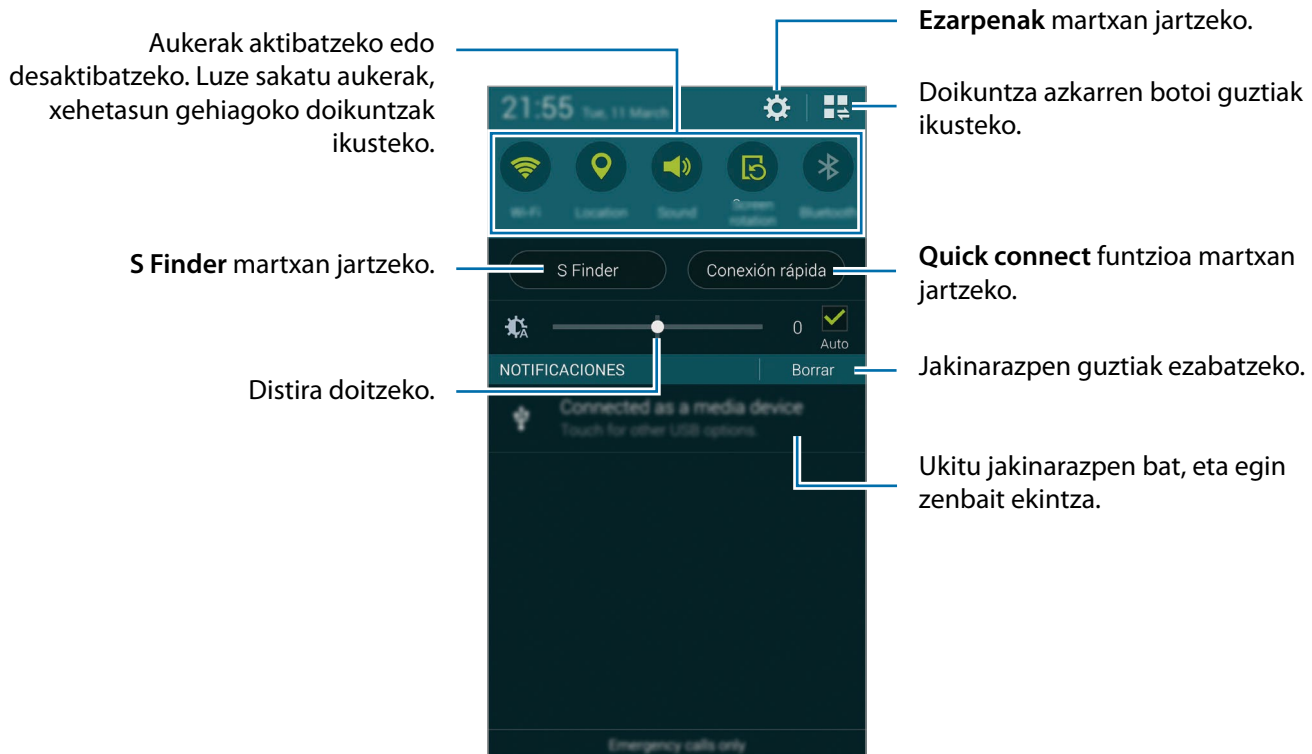 Ezarpenak martxan jartzeko.
Aukerak aktibatzeko edo
desaktibatzeko. Luze sakatu aukerak,
xehetasun gehiagoko doikuntzak
ikusteko.
Doikuntza azkarren botoi guztiak
ikusteko.
21:55 Tue, 11 March
Wi-Fi
Location
Sound
Screen
rotation
Bluetooth
S Finder martxan jartzeko.
S Finder
Conexión rápida
Quick connect funtzioa martxan
jartzeko.
0
Auto
Distira doitzeko.
NOTIFICACIONES
Borrar
Jakinarazpen guztiak ezabatzeko.
Connected as a media device
Touch for other USB options.
Ukitu jakinarazpen bat, eta egin
zenbait ekintza.
Emergency calls only